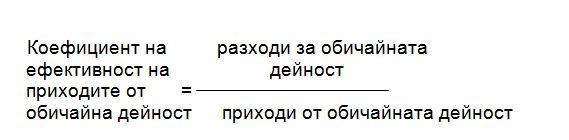 Коефициент на
ефективност на
приходите от =
обичайна дейност
разходи за обичайната
дейност
приходи от обичайната дейност